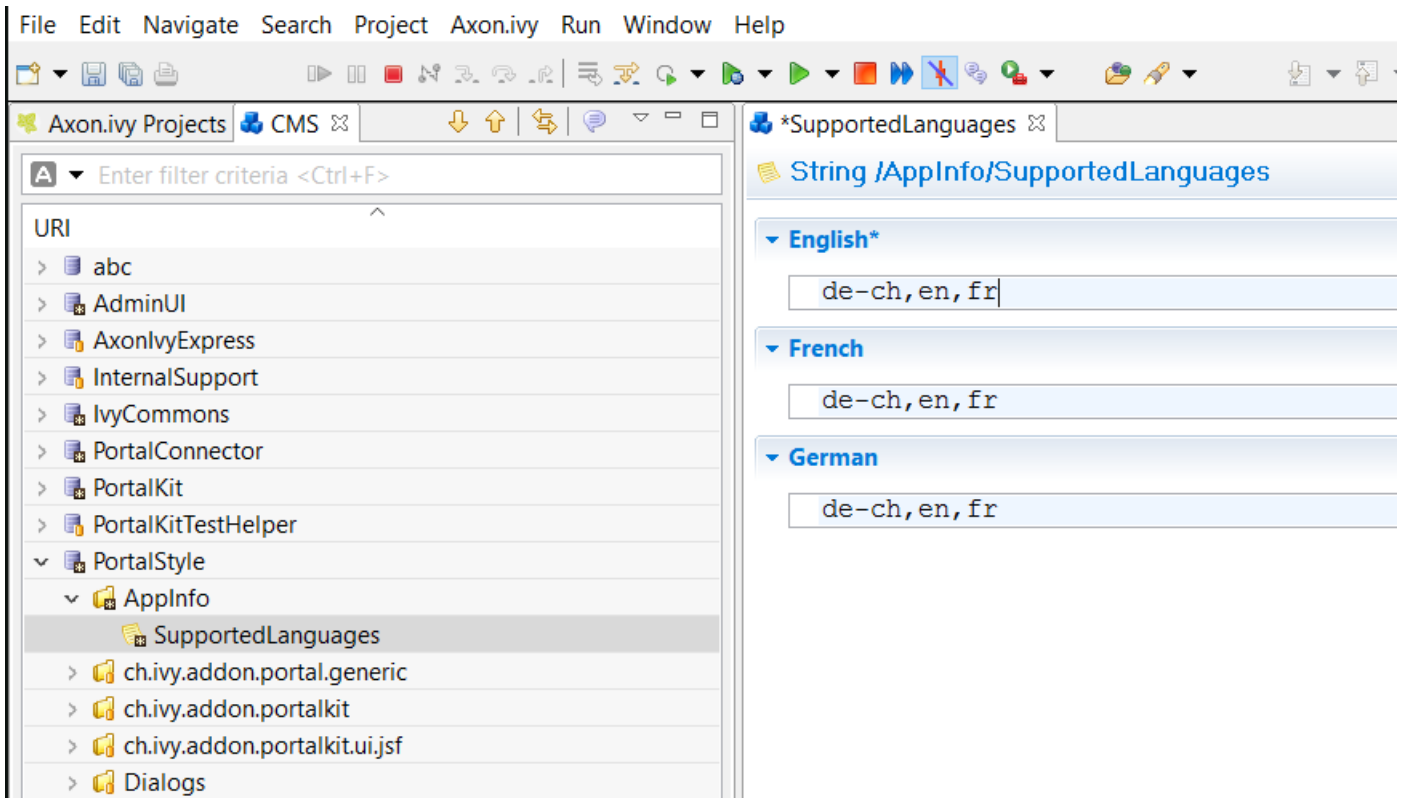 File Edit Navigate Search Project Axon.ivy Run Window Help
Axon.ivy Projects CMS
*SupportedLanguages
A Enter filter criteria <Ctrl+F>
String /AppInfo/SupportedLanguages
URI
English*
abc
de-ch,en,fr
AdminUI
AxonIvyExpress
French
InternalSupport
de-ch,en,fr
IvyCommons
PortalConnector
German
PortalKit
de-ch,en,fr
PortalKitTestHelper
PortalStyle
AppInfo
SupportedLanguages
ch.ivy.addon.portal.generic
ch.ivy.addon.portalkit
ch.ivy.addon.portalkit.ui.jsf
Dialogs